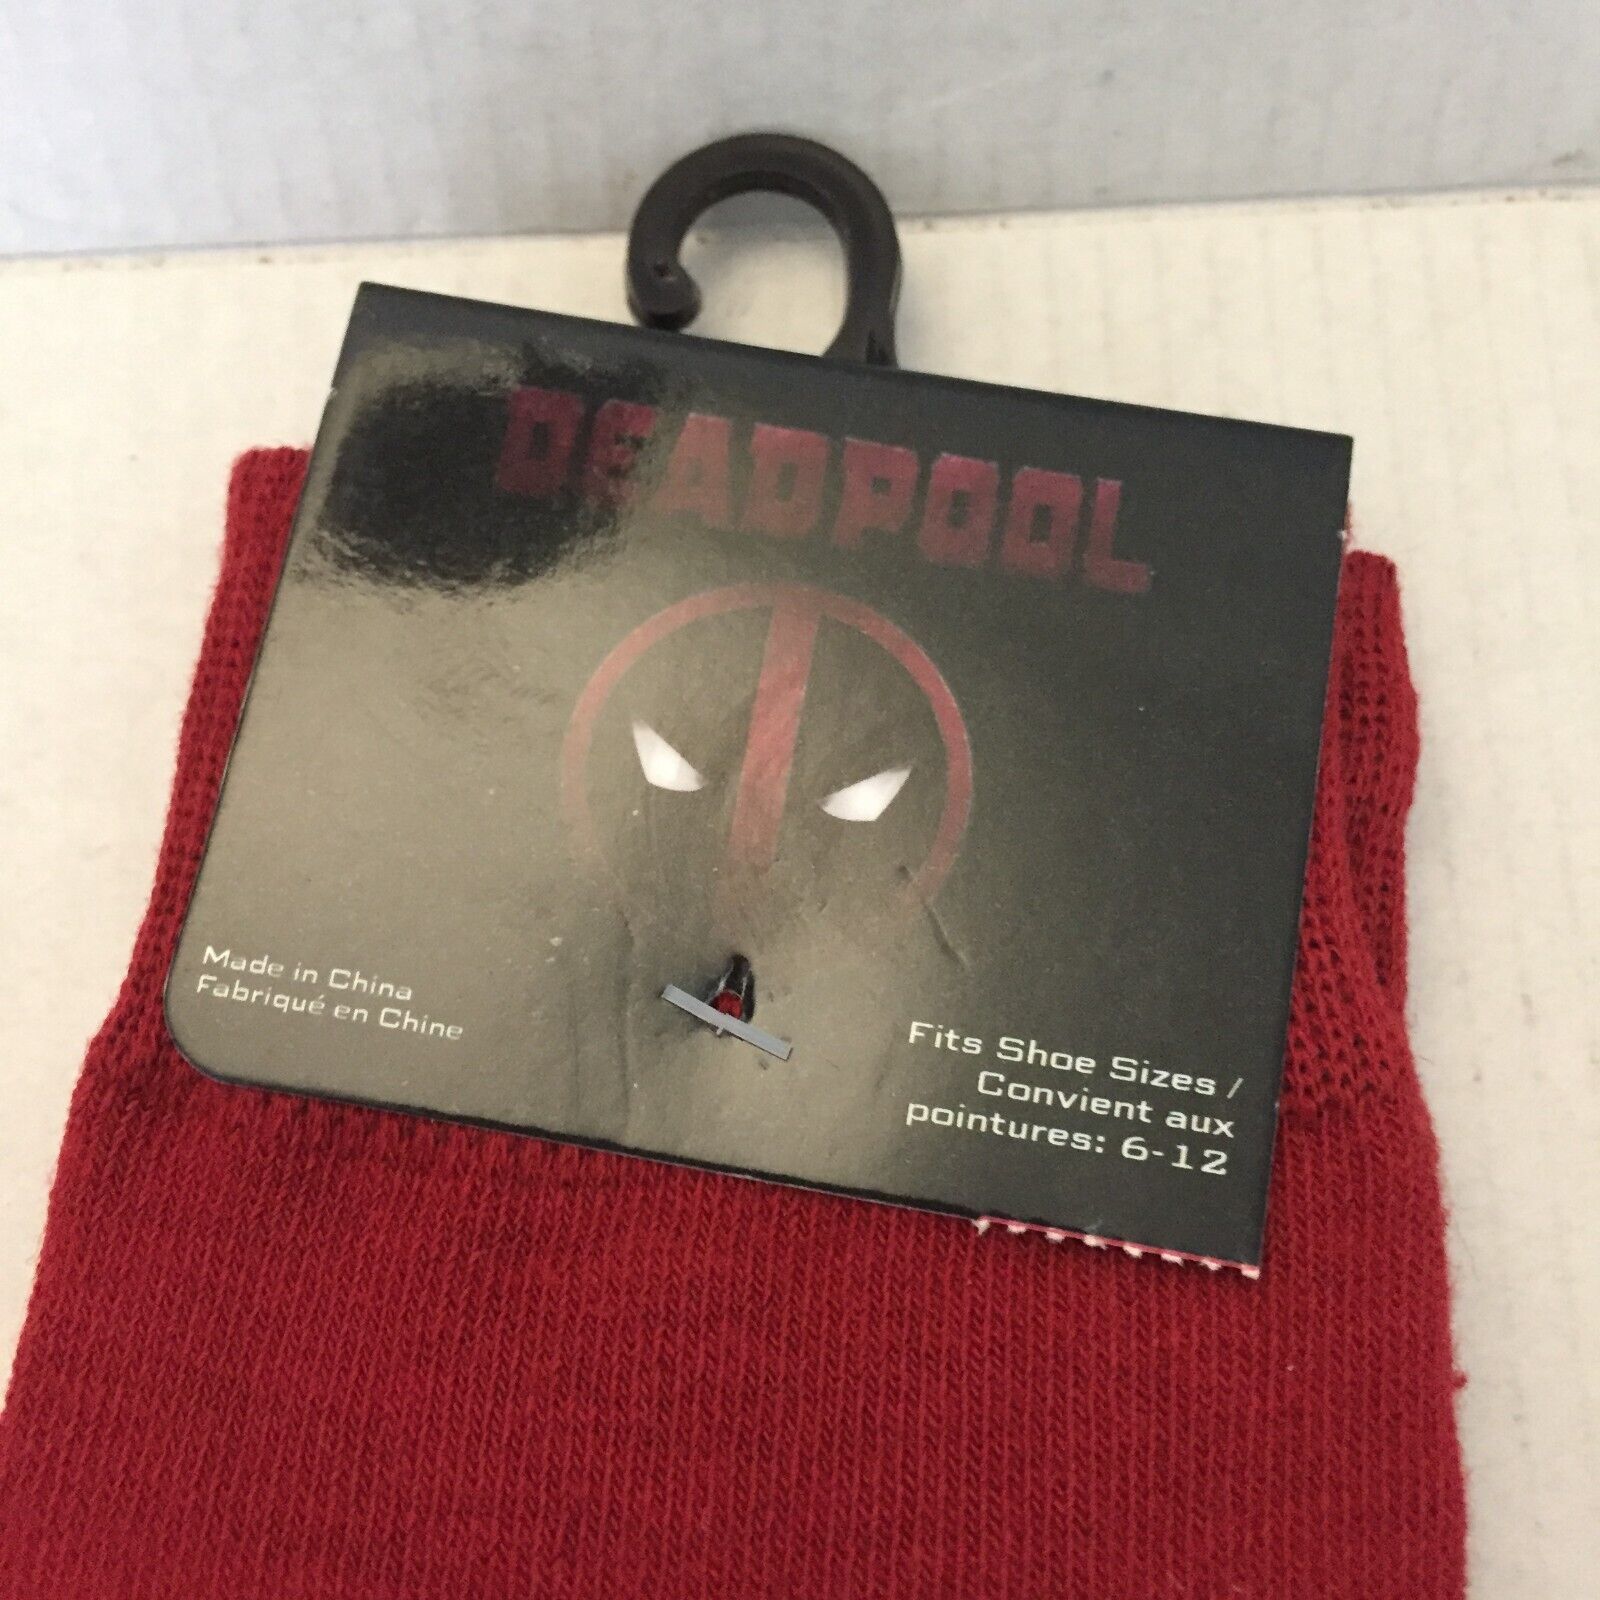 DEADPOOL
Made in China
Fabriqué en Chine
Fits Shoe Sizes /
Convient aux
pointures: 6-12